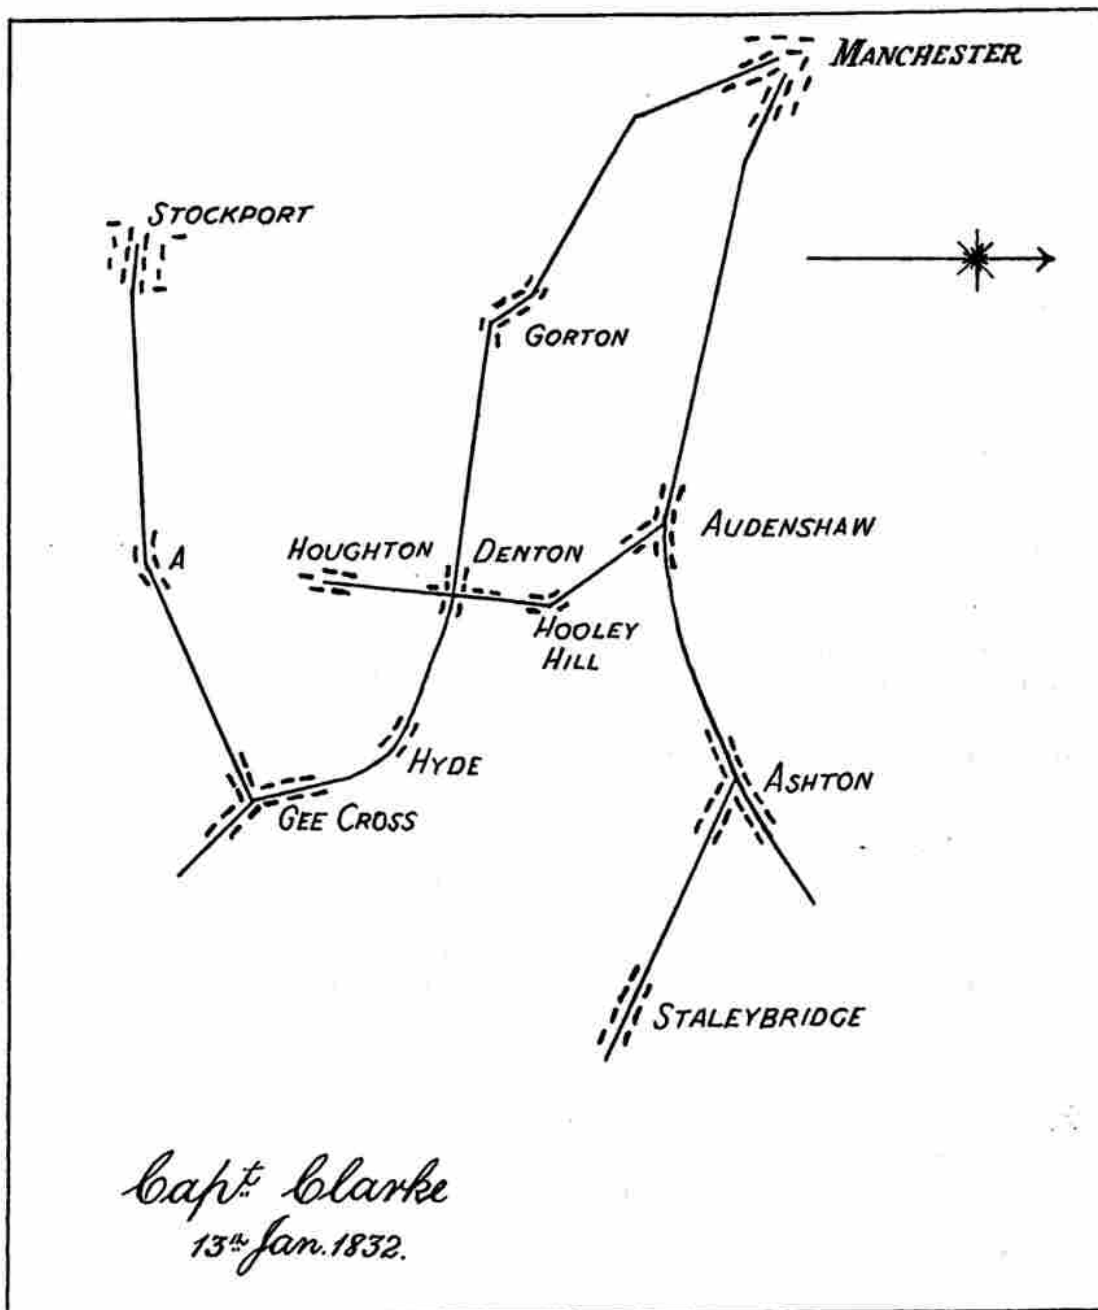 MANCHESTER
STOCKPORT
GORTON
A
HOUGHTON
DENTON
AUDENSHAW
HOOLEY
HILL
HYDE
ASHTON
GEE CROSS
STALEYBRIDGE
Capt. Clarke
13th Jan. 1832.